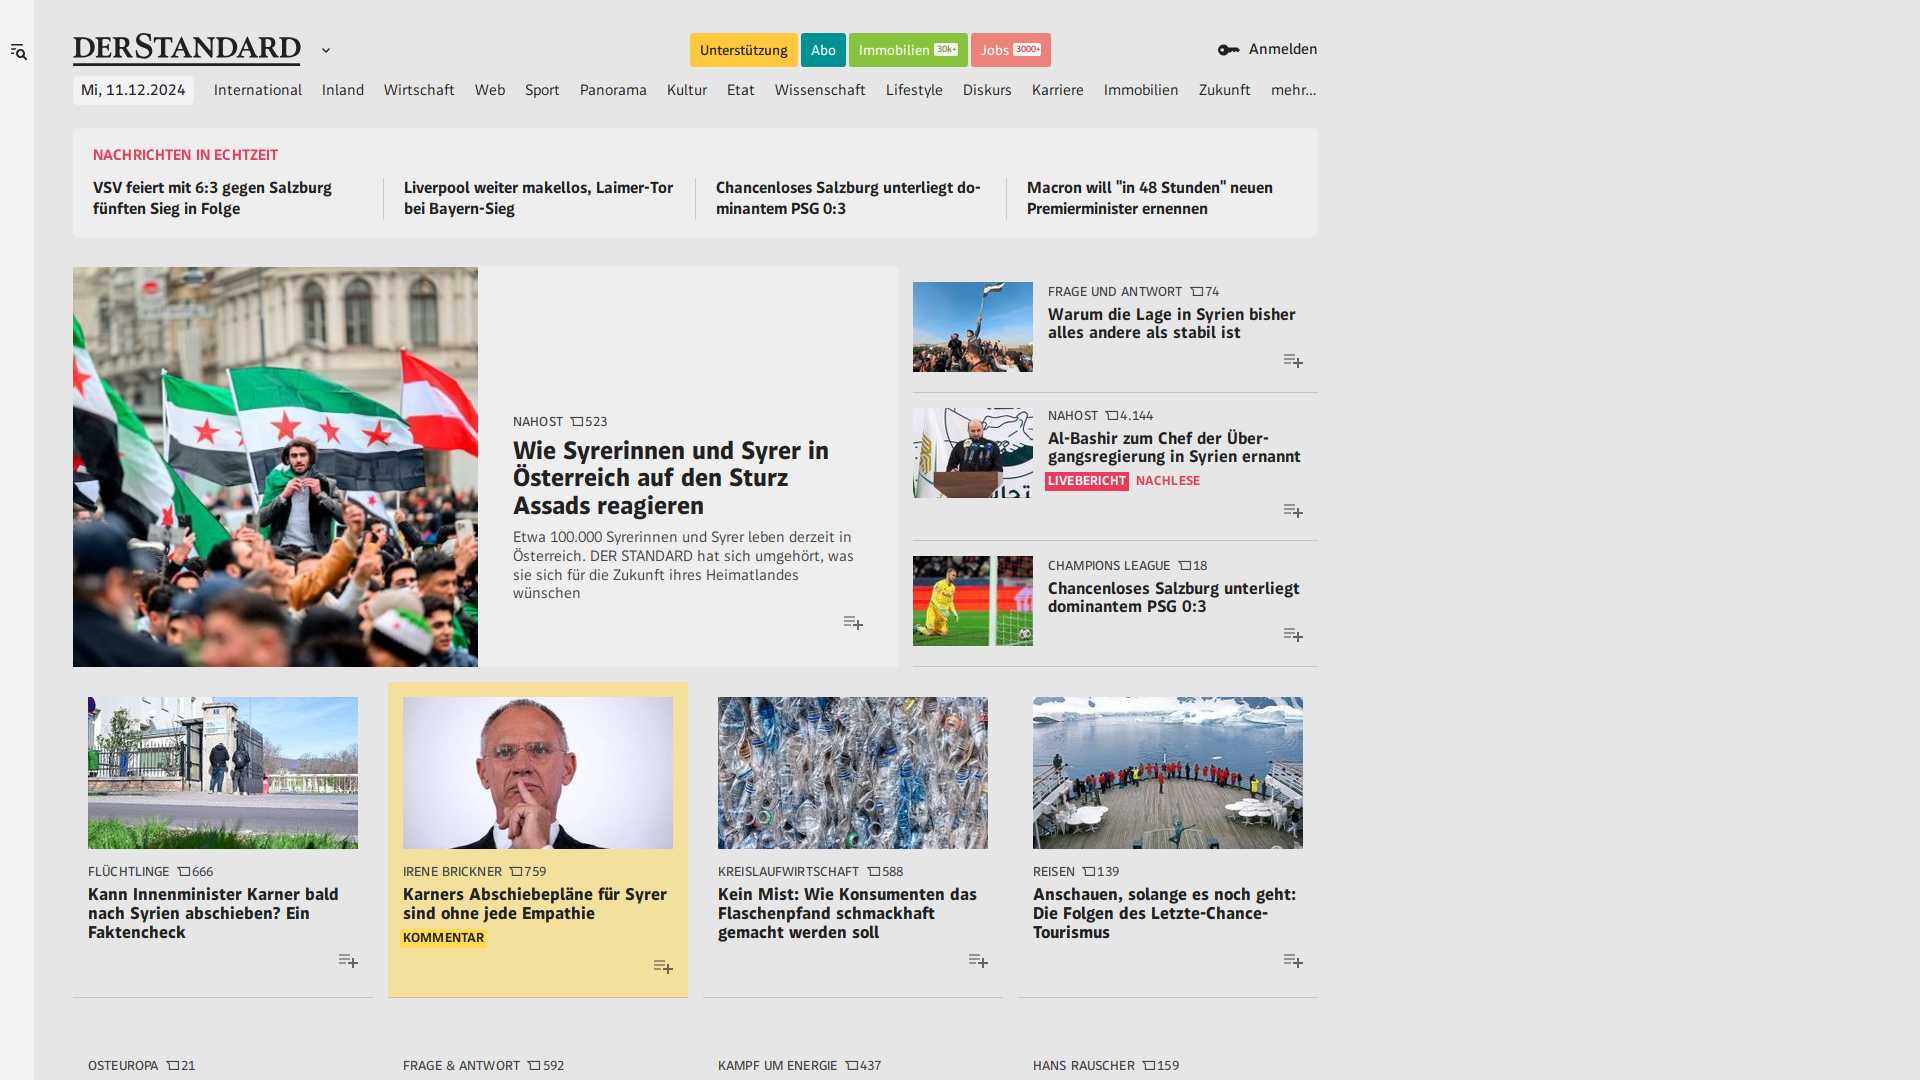 DERSTANDARD
Unterstützung
Abo
Immobilien 30k+
Jobs 3000+
Anmelden
Mi, 11.12.2024
International
Inland
Wirtschaft
Web
Sport
Panorama
Kultur
Etat
Wissenschaft
Lifestyle
Diskurs
Karriere
Immobilien
Zukunft
mehr...
NACHRICHTEN IN ECHTZEIT
VSV feiert mit 6:3 gegen Salzburg
fünften Sieg in Folge
Liverpool weiter makellos, Laimer-Tor
bei Bayern-Sieg
Chancenloses Salzburg unterliegt do-
minantem PSG 0:3
Macron will "in 48 Stunden" neuen
Premierminister ernennen
NAHOST 523
Wie Syrerinnen und Syrer in
Österreich auf den Sturz
Assads reagieren
Etwa 100.000 Syrerinnen und Syrer leben derzeit in
Österreich. DER STANDARD hat sich umgehört, was
sie sich für die Zukunft ihres Heimatlandes
wünschen
FRAGE UND ANTWORT 74
Warum die Lage in Syrien bisher
alles andere als stabil ist
NAHOST 4.144
Al-Bashir zum Chef der Über-
gangsregierung in Syrien ernannt
LIVEBERICHT NACHLESE
CHAMPIONS LEAGUE 18
Chancenloses Salzburg unterliegt
dominantem PSG 0:3
FLÜCHTLINGE 666
Kann Innenminister Karner bald
nach Syrien abschieben? Ein
Faktencheck
IRENE BRICKNER 759
Karners Abschiebepläne für Syrer
sind ohne jede Empathie
KOMMENTAR
KREISLAUFWIRTSCHAFT 588
Kein Mist: Wie Konsumenten das
Flaschenpfand schmackhaft
gemacht werden soll
REISEN 139
Anschauen, solange es noch geht:
Die Folgen des Letzte-Chance-
Tourismus
OSTEUROPA 21
FRAGE & ANTWORT 592
KAMPF UM ENERGIE 437
HANS RAUSCHER 159